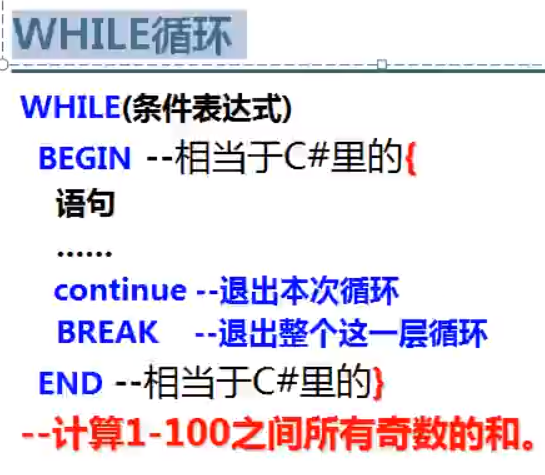 WHILE循环
WHILE(条件表达式)
BEGIN --相当于C#里的{
语句
......
continue --退出本次循环
BREAK --退出整个这一层循环
END --相当于C#里的}
--计算1-100之间所有奇数的和。